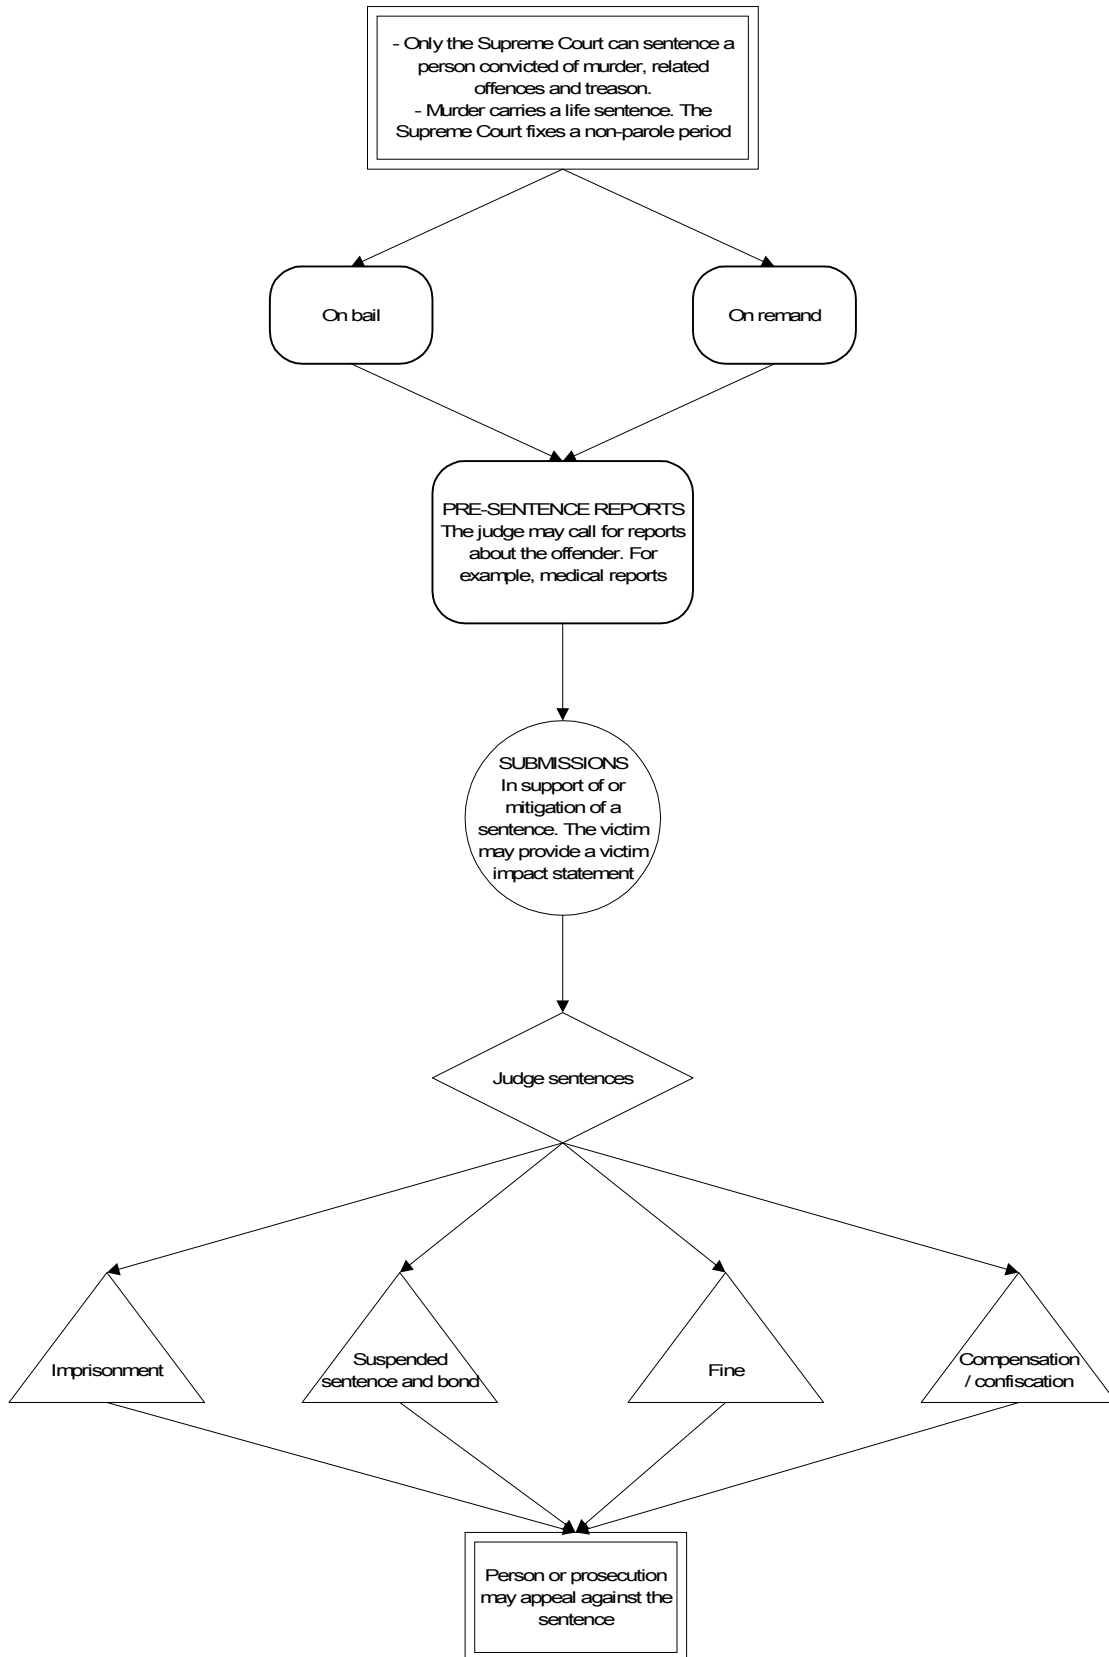 - Only the Supreme Court can sentence a
person convicted of murder, related
offences and treason.
- Murder carries a life sentence. The
Supreme Court fixes a non-parole period
On bail
On remand
PRE-SENTENCE REPORTS
The judge may call for reports
about the offender. For
example, medical reports
SUBMISSIONS
In support of or
mitigation of a
sentence. The victim
may provide a victim
impact statement
Judge sentences
Imprisonment
Suspended
sentence and bond
Fine
Compensation
/ confiscation
Person or prosecution
may appeal against the
sentence